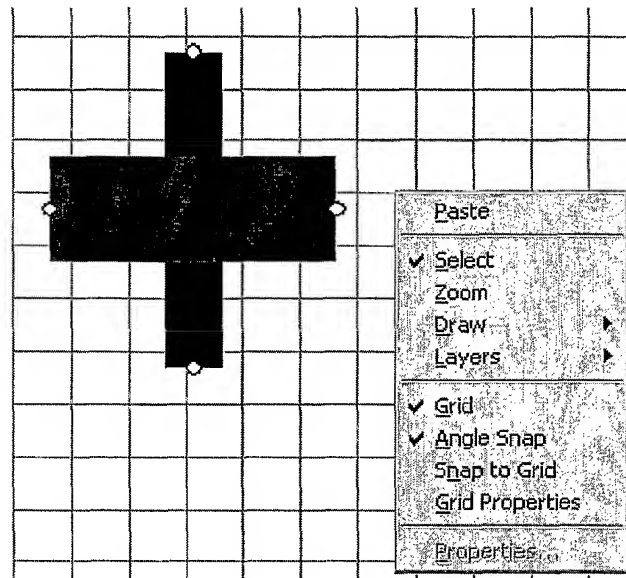 Paste
Select
Zoom
Draw
Layers
Grid
Angle Snap
Snap to Grid
Grid Properties
Properties...